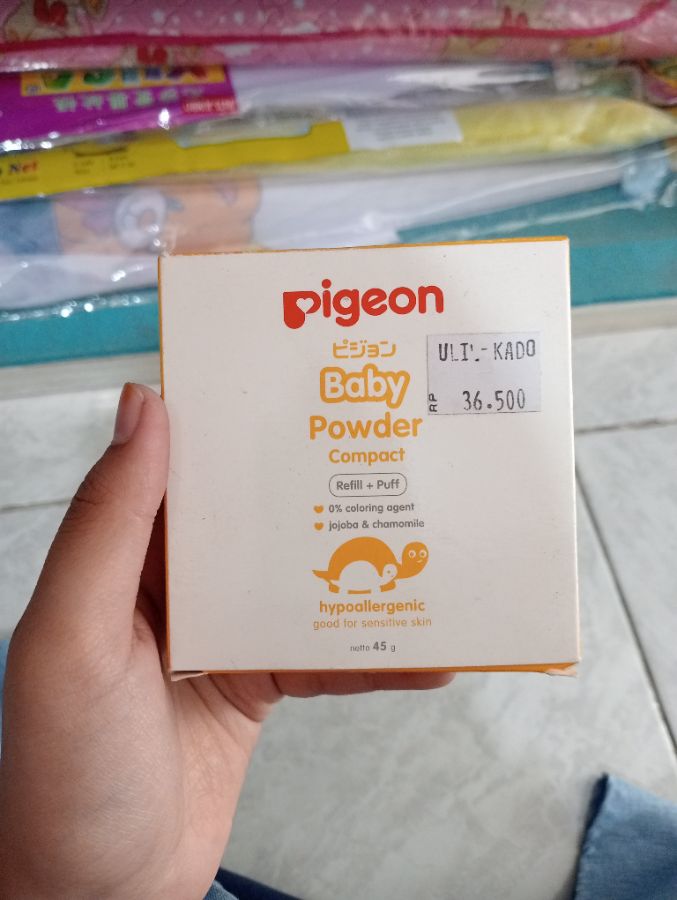 pigeon
ピジョン
Baby
Powder
Compact
Refill + Puff
0% coloring agent
jojoba & chamomile
hypoallergenic
good for sensitive skin
netto 45 g
KADO
RP 36.500